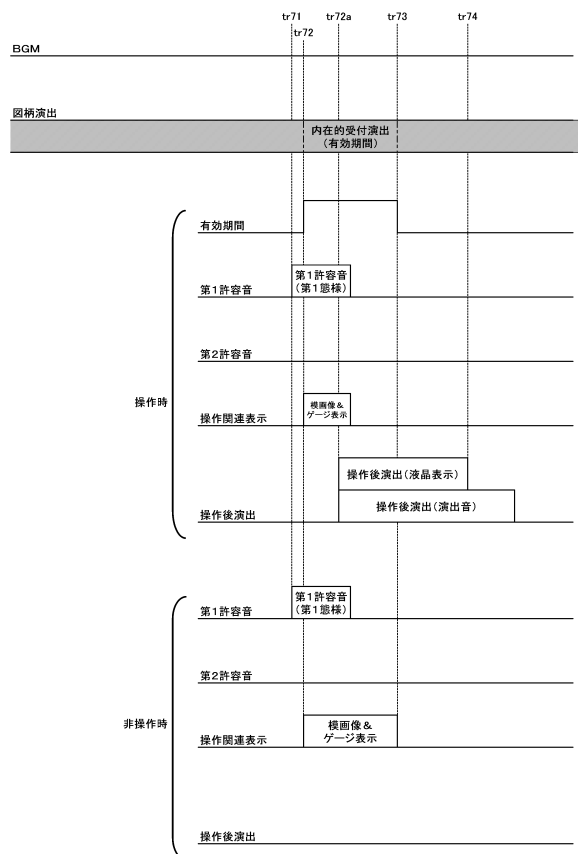 tr71
tr72
tr72a
tr73
tr74
BGM
図柄演出
内在的受付演出
(有効期間)
操作時
有効期間
第1許容音
第1許容音
(第1態様)
第2許容音
操作関連表示
模画像&
ゲージ表示
操作後演出(液晶表示)
操作後演出(演出音)
操作後演出
非操作時
第1許容音
第1許容音
(第1態様)
第2許容音
操作関連表示
模画像&
ゲージ表示
操作後演出